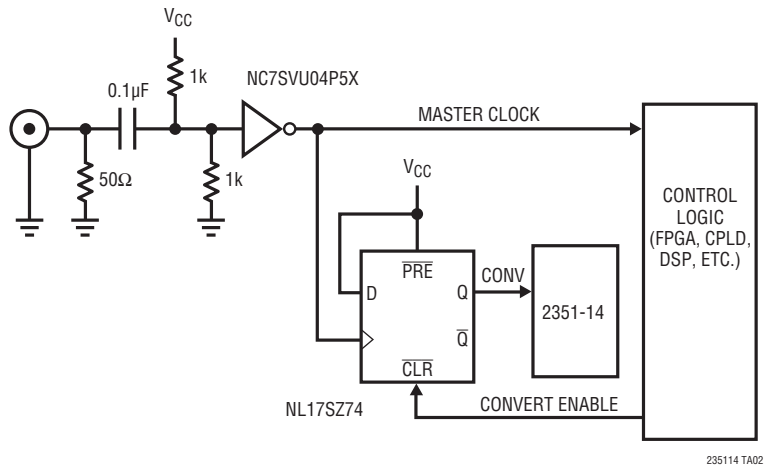 VCC
1k
0.1µF
NC7SVU04P5X
MASTER CLOCK
50Ω
1k
VCC
CONTROL
LOGIC
(FPGA, CPLD,
DSP, ETC.)
PRE
D
Q
CONV
2351-14
Q
CLR
NL17SZ74
CONVERT ENABLE
235114 TA02